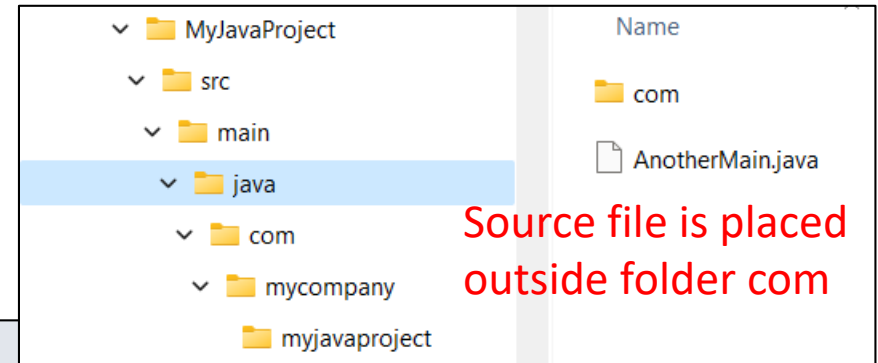 MyJavaProject
src
main
java
com
mycompany
myjavaproject
Name
com
AnotherMain.java
Source file is placed
outside folder com